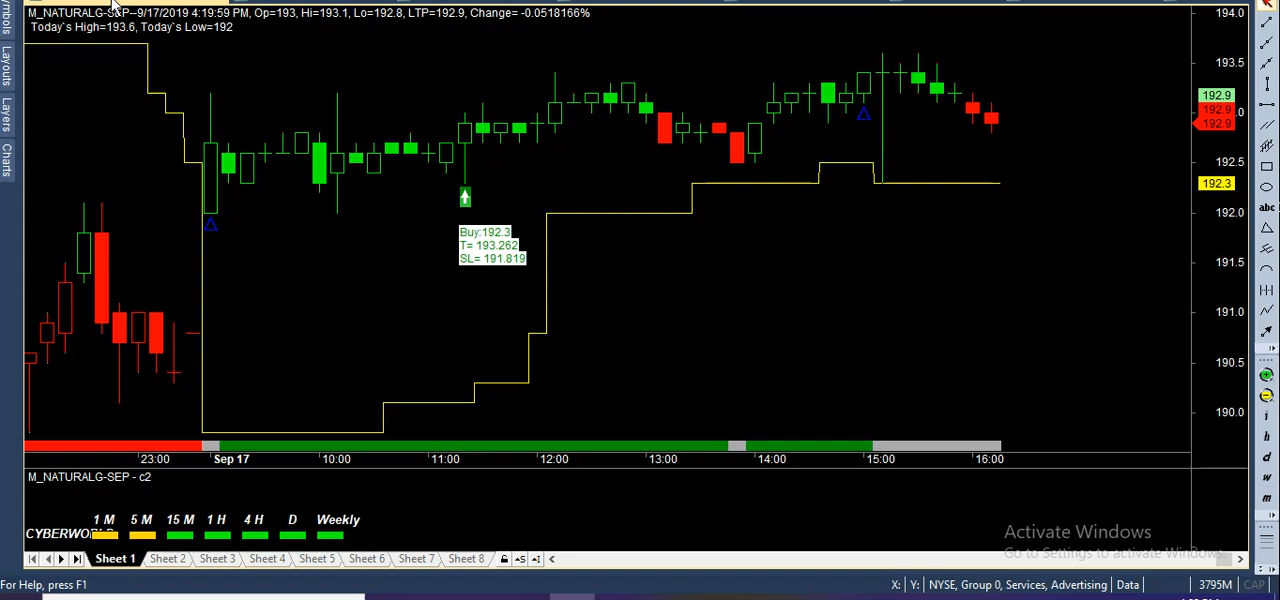 M_NATURALG-SEP--9/17/2019 4:19:59 PM, Op=193, Hi=193.1, Lo=192.8, LTP=192.9, Change= -0.0518166%
Today`s High=193.6, Today`s Low=192
Layouts
Layers
Charts
194.0
193.5
192.9
192.9
192.9
192.5
192.3
192.0
191.5
191.0
190.5
190.0
Buy:192.3
T= 193.262
SL= 191.819
abc
23:00 Sep 17 10:00 11:00 12:00 13:00 14:00 15:00 16:00
M_NATURALG-SEP - c2
1 M 5 M 15 M 1 H 4 H D Weekly
i
h
d
w
m
Activate Windows
Go to Settings to activate Windows.
Sheet 1 Sheet 2 Sheet 3 Sheet 4 Sheet 5 Sheet 6 Sheet 7 Sheet 8
For Help, press F1
X: Y: NYSE, Group 0, Services, Advertising Data 3795M CAP